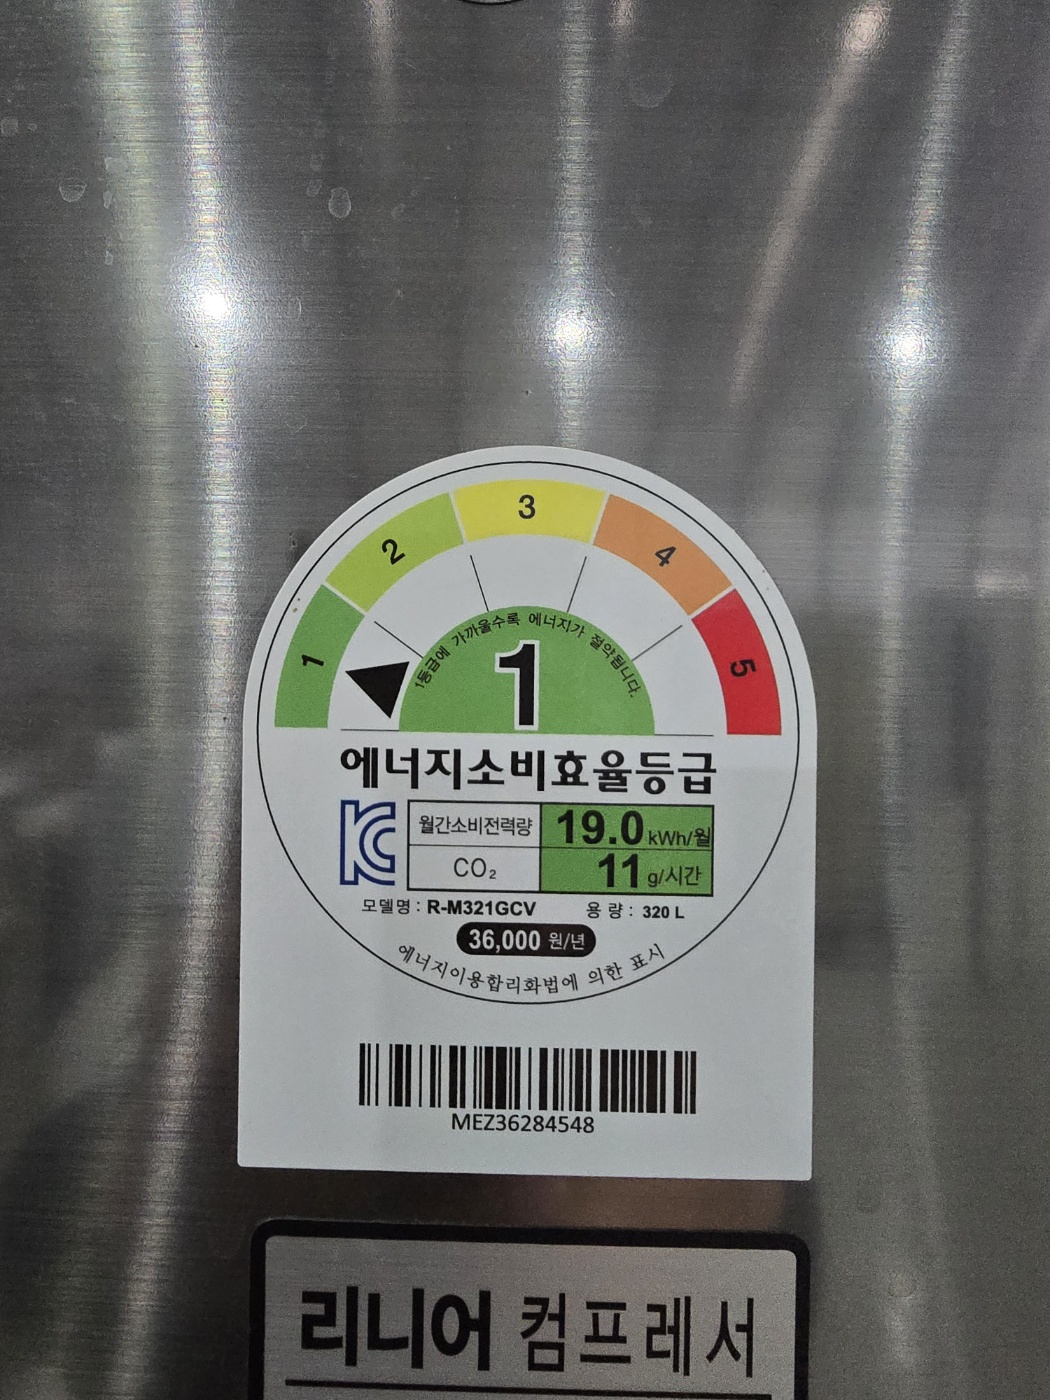 1
2
3
4
5
1등급에 가까울수록 에너지가 절약됩니다.
1
에너지소비효율등급
월간소비전력량 19.0 kWh/월
CO₂ 11 g/시간
모델명 : R-M321GCV 용 량 : 320 L
36,000 원/년
에너지이용합리화법에 의한 표시
MEZ36284548
리니어 컴프레서